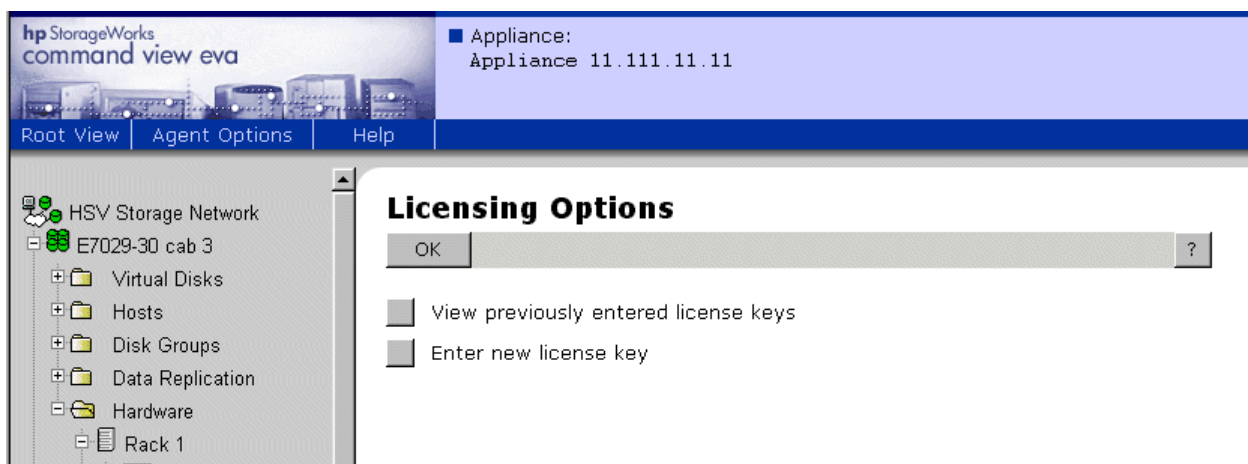 hp StorageWorks
command view eva
Appliance:
Appliance 11.111.11.11
Root View Agent Options Help
HSV Storage Network
E7029-30 cab 3
Virtual Disks
Hosts
Disk Groups
Data Replication
Hardware
Rack 1
Licensing Options
OK ?
View previously entered license keys
Enter new license key